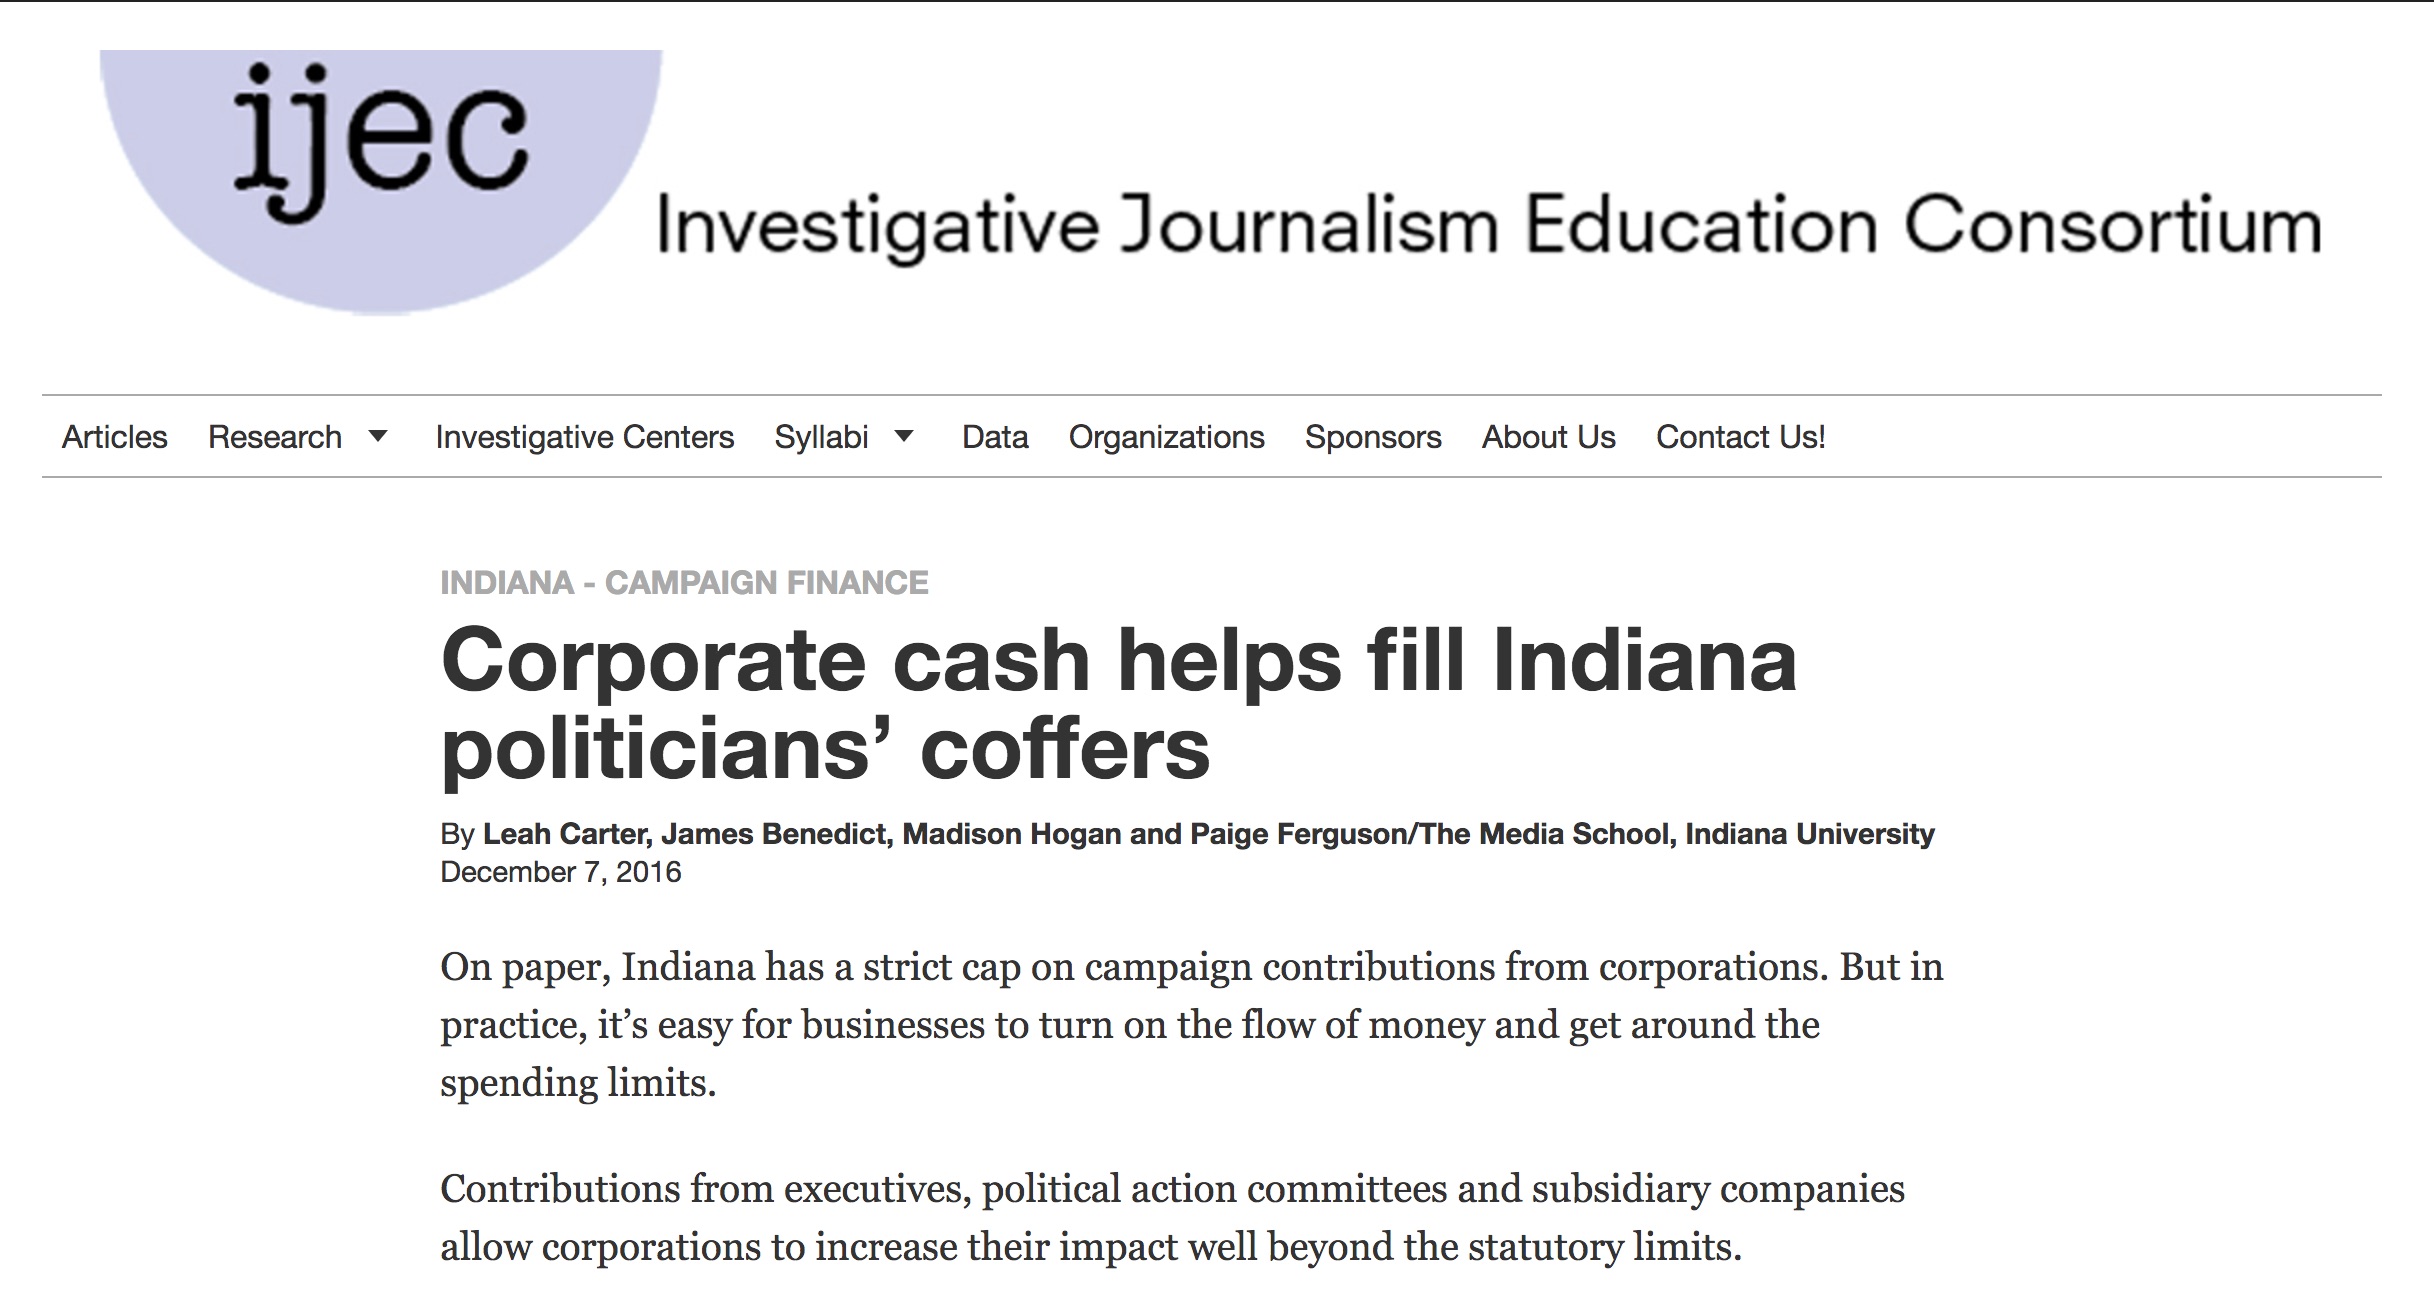 ijec
Investigative Journalism Education Consortium
Articles Research Investigative Centers Syllabi Data Organizations Sponsors About Us Contact Us!
INDIANA - CAMPAIGN FINANCE
Corporate cash helps fill Indiana
politicians’ coffers
By Leah Carter, James Benedict, Madison Hogan and Paige Ferguson/The Media School, Indiana University
December 7, 2016
On paper, Indiana has a strict cap on campaign contributions from corporations. But in
practice, it’s easy for businesses to turn on the flow of money and get around the
spending limits.
Contributions from executives, political action committees and subsidiary companies
allow corporations to increase their impact well beyond the statutory limits.